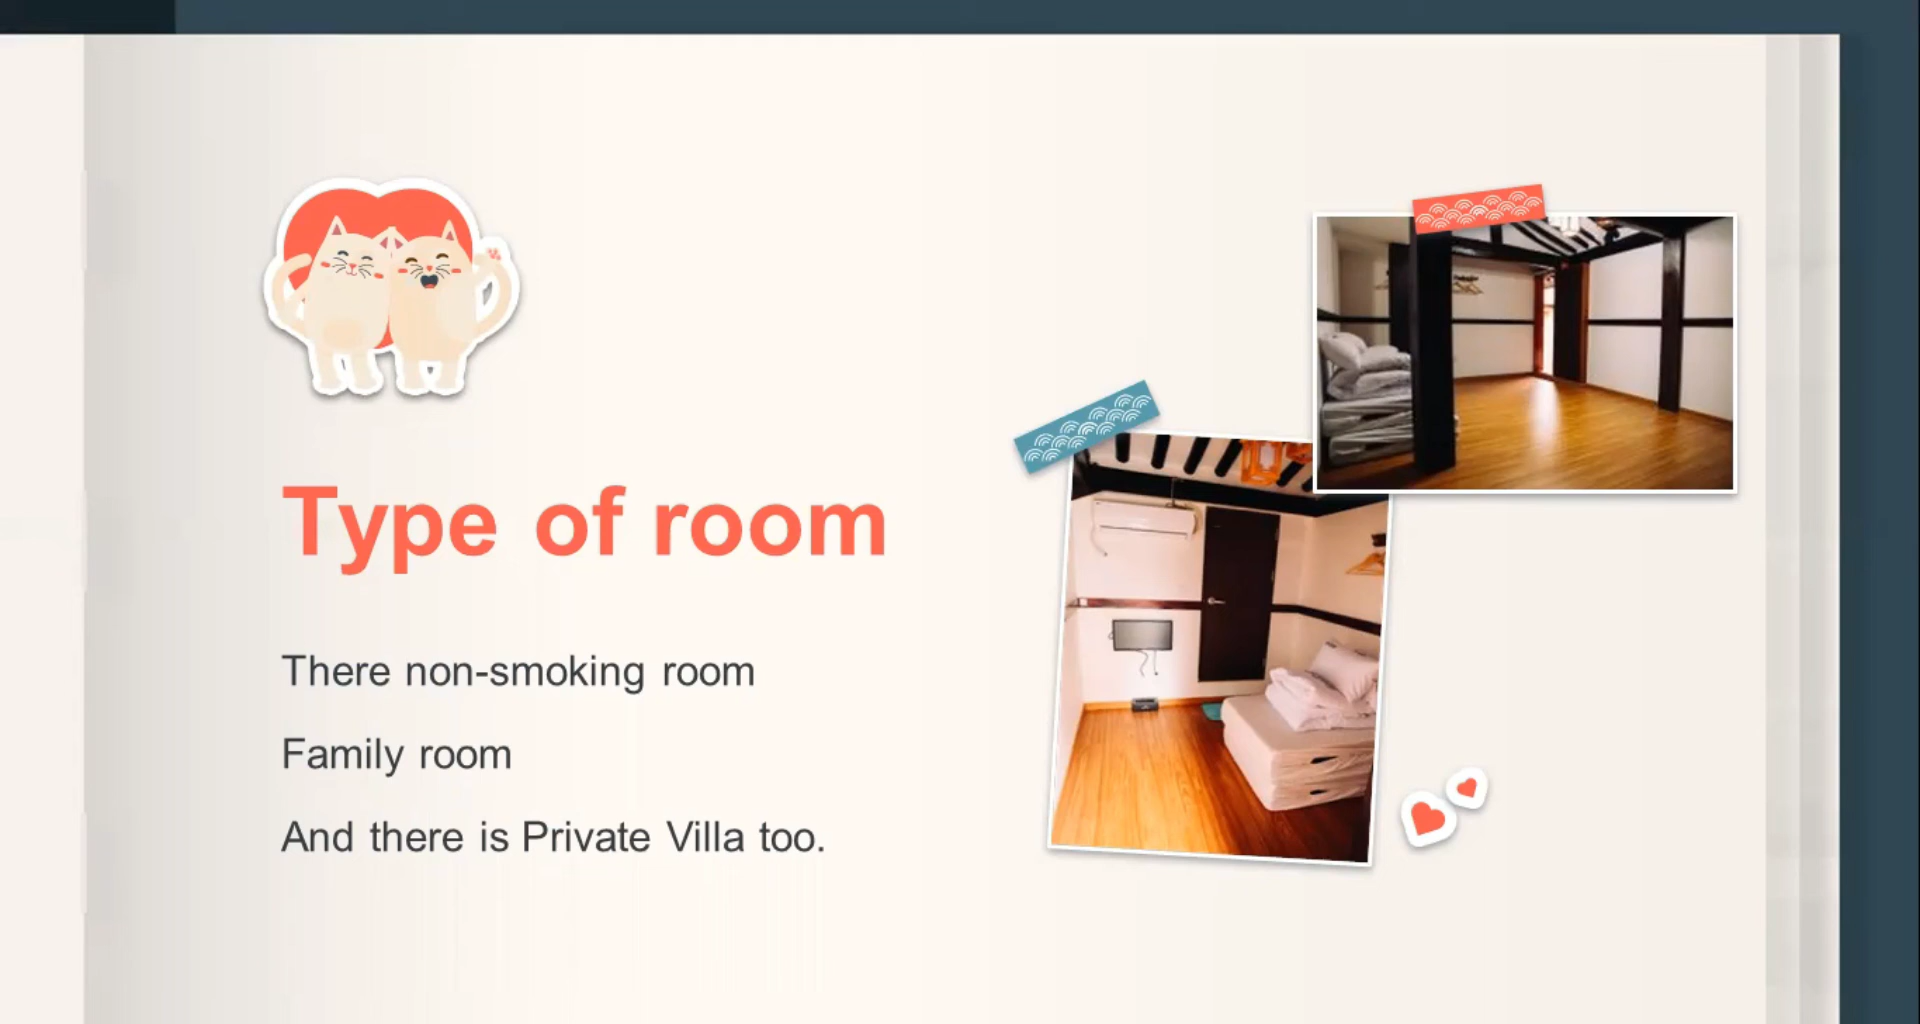 Type of room
There non-smoking room
Family room
And there is Private Villa too.